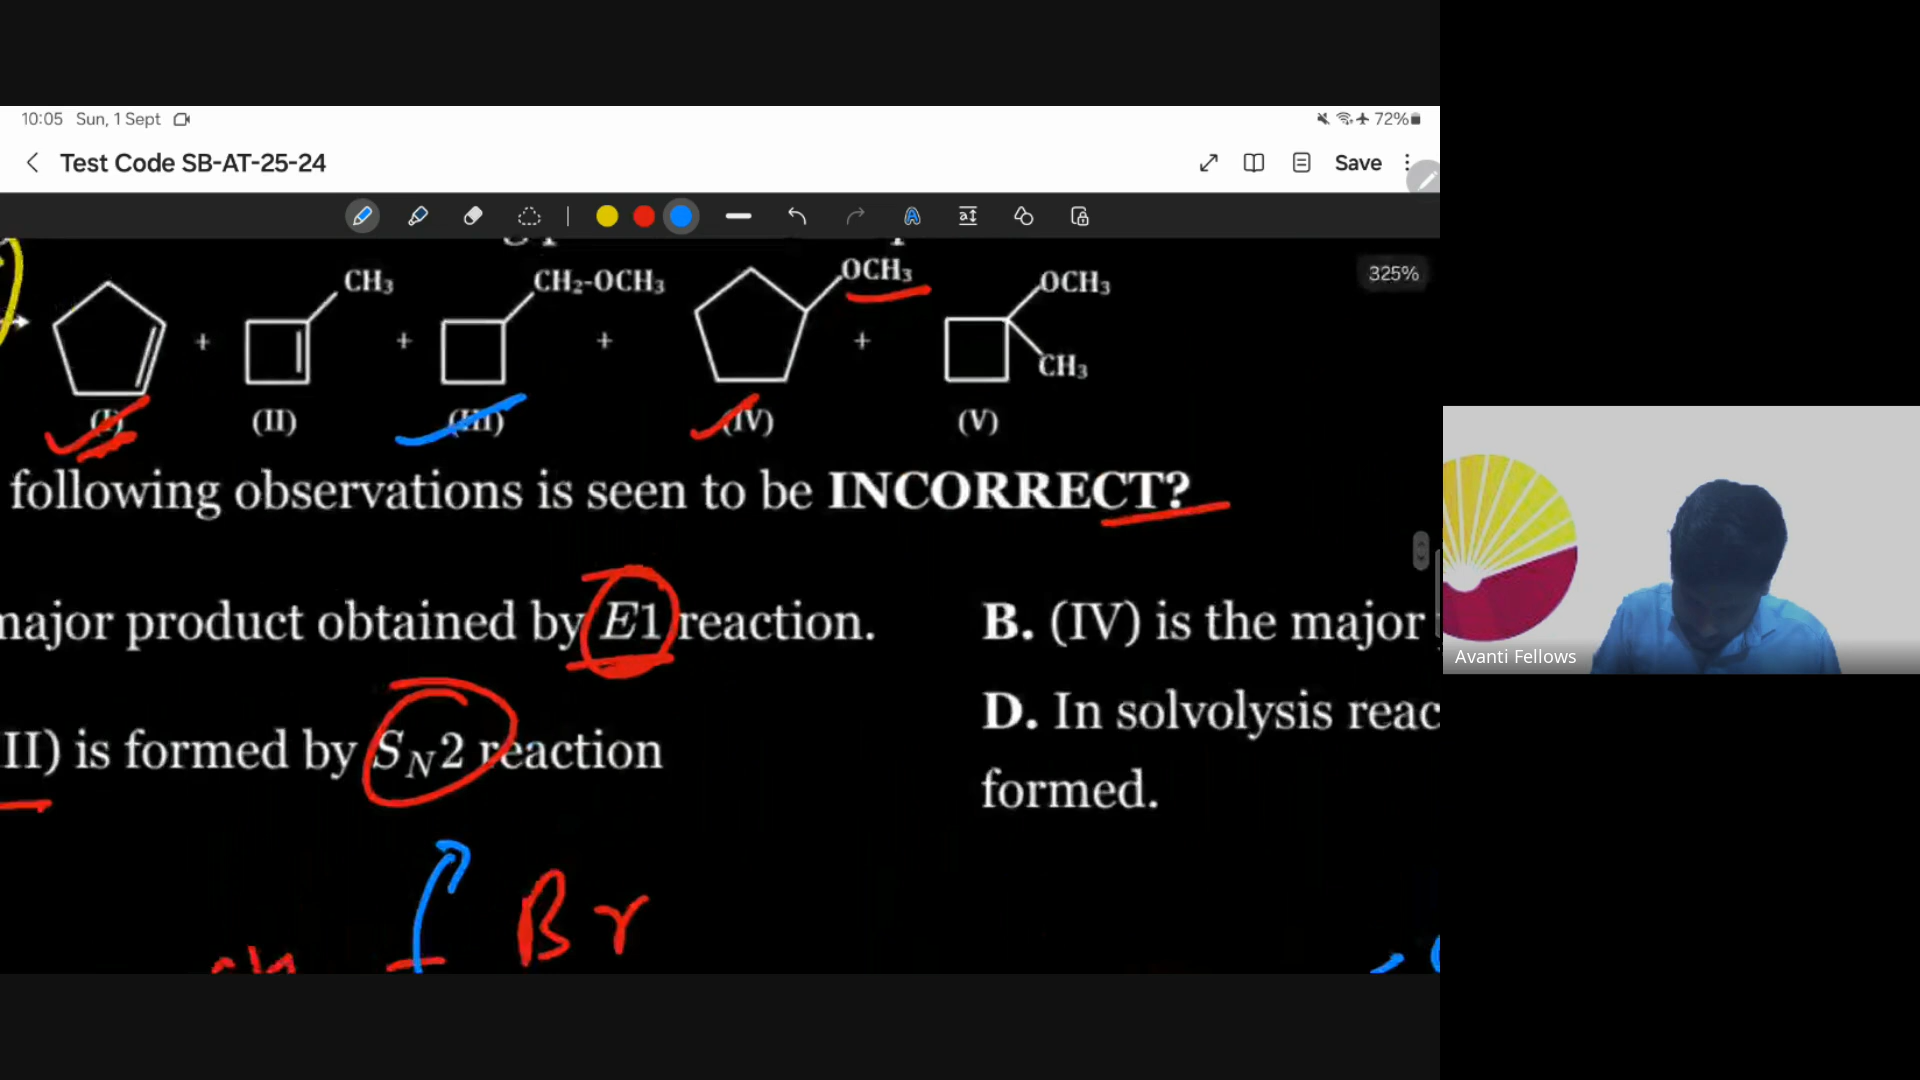 10:05 Sun, 1 Sept
72%
Test Code SB-AT-25-24
Save
325%
CH₃
CH₂-OCH₃
OCH₃
OCH₃
+ + + +
CH₃
(I) (II) (III) (IV) (V)
following observations is seen to be INCORRECT?
major product obtained by E1 reaction.
B. (IV) is the major
II) is formed by S_N2 reaction
D. In solvolysis reac
formed.
Br
Avanti Fellows